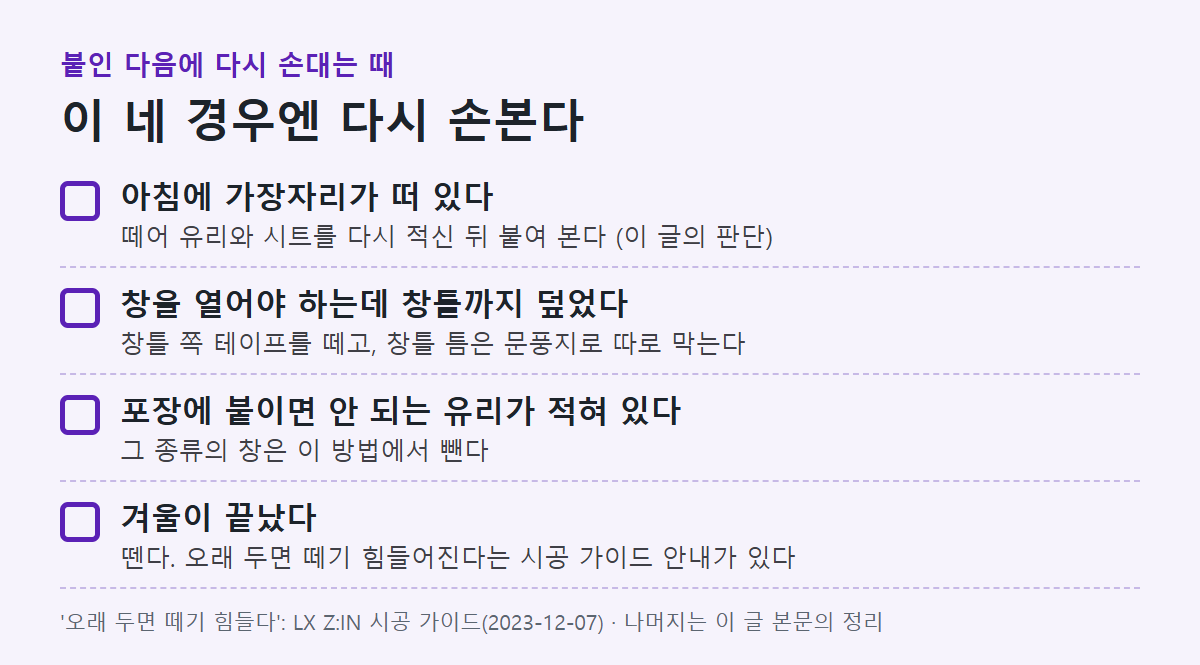 붙인 다음에 다시 손대는 때
이 네 경우엔 다시 손본다
아침에 가장자리가 떠 있다
떼어 유리와 시트를 다시 적신 뒤 붙여 본다 (이 글의 판단)
창을 열어야 하는데 창틀까지 덮었다
창틀 쪽 테이프를 떼고, 창틀 틈은 문풍지로 따로 막는다
포장에 붙이면 안 되는 유리가 적혀 있다
그 종류의 창은 이 방법에서 뺀다
겨울이 끝났다
뗀다. 오래 두면 떼기 힘들어진다는 시공 가이드 안내가 있다
'오래 두면 떼기 힘들다': LX Z:IN 시공 가이드(2023-12-07) · 나머지는 이 글 본문의 정리